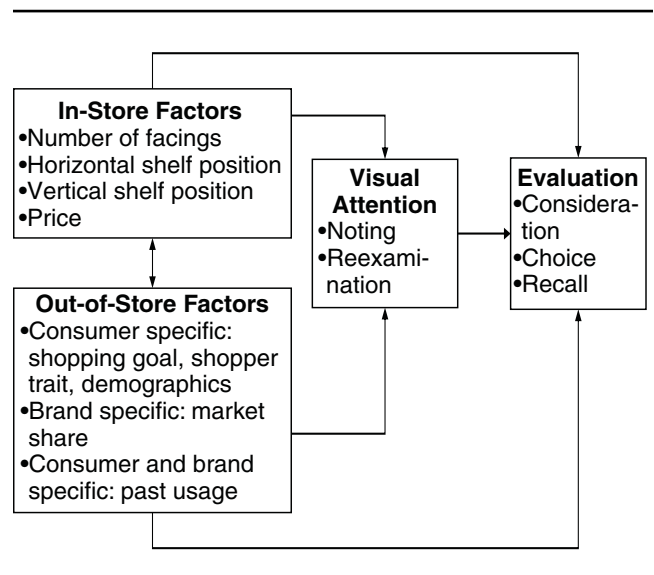 In-Store Factors
•Number of facings
•Horizontal shelf position
•Vertical shelf position
•Price
Out-of-Store Factors
•Consumer specific:
shopping goal, shopper
trait, demographics
•Brand specific: market
share
•Consumer and brand
specific: past usage
Visual
Attention
•Noting
•Reexami-
nation
Evaluation
•Considera-
tion
•Choice
•Recall